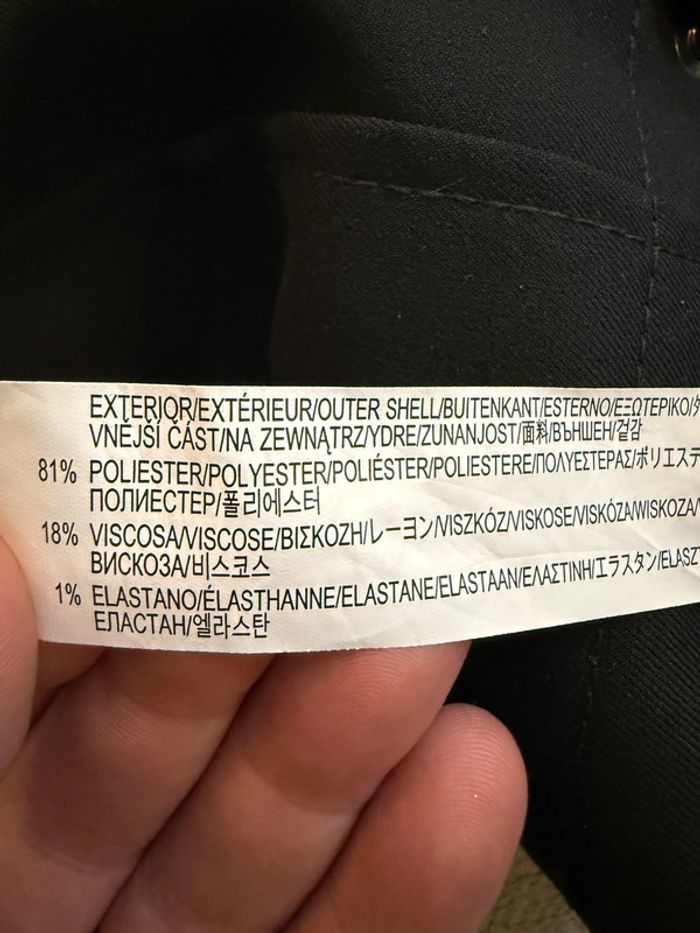 EXTERIOR/EXTÉRIEUR/OUTER SHELL/BUITENKANT/ESTERNO/ΕΞΩΤΕΡΙΚΟ/
VNĚJŠÍ ČÁST/NA ZEWNĄTRZ/YDRE/ZUNANJOST/面料/ВЪНШЕН/겉감
81% POLIESTER/POLYESTER/POLIÉSTER/POLIESTERE/ΠΟΛΥΕΣΤΕΡΑΣ/ポリエステ
ПОЛИЕСТЕР/폴리에스터
18% VISCOSA/VISCOSE/ΒΙΣΚΟΖΗ/レーヨン/VISZKÓZ/VISKOSE/VISKÓZA/WISKOZA/
ВИСКОЗА/비스코스
1% ELASTANO/ÉLASTHANNE/ELASTANE/ELASTAAN/ΕΛΑΣΤΙΝΗ/エラスタン/ELASZT
ЕЛАСТАН/엘라스탄